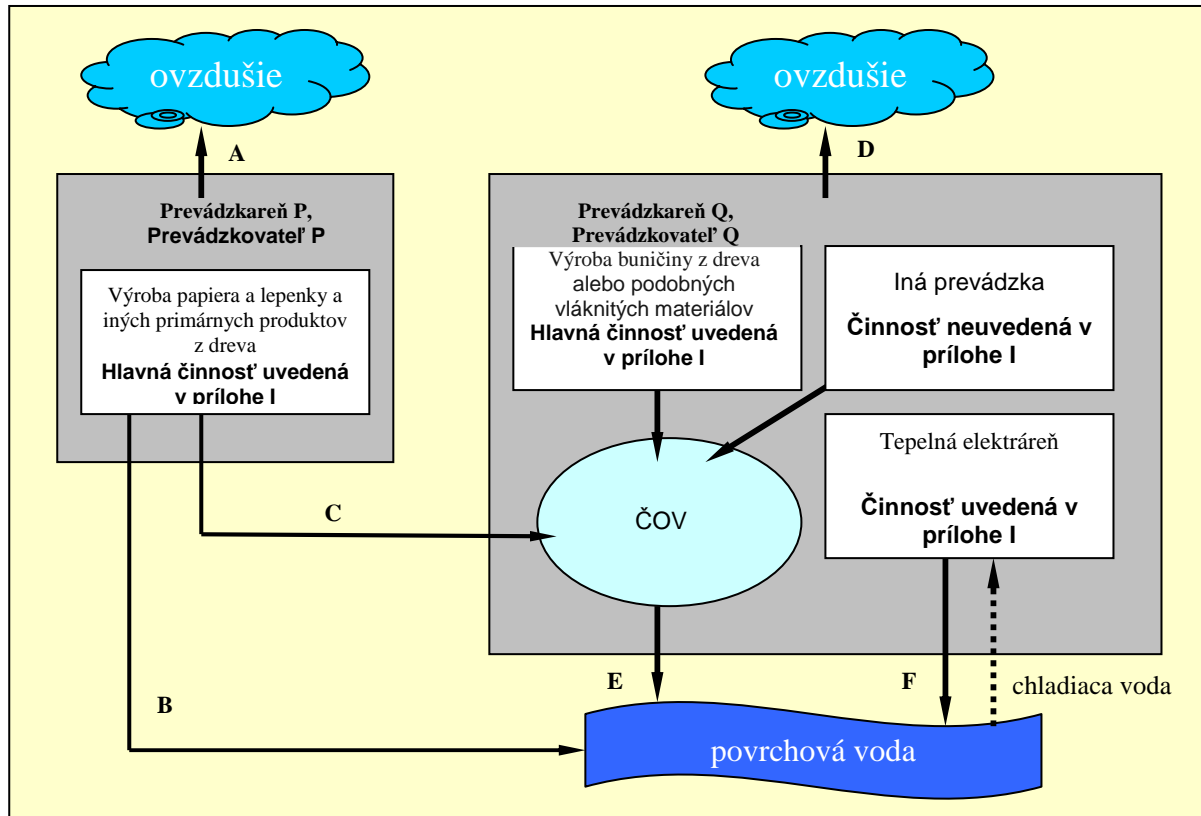 ovzdušie
A
Prevádzkareň P,
Prevádzkovateľ P
Výroba papiera a lepenky a
iných primárnych produktov
z dreva
Hlavná činnosť uvedená
v prílohe I
B
C
ovzdušie
D
Prevádzkareň Q,
Prevádzkovateľ Q
Výroba buničiny z dreva
alebo podobných
vláknitých materiálov
Hlavná činnosť uvedená
v prílohe I
Iná prevádzka
Činnosť neuvedená v
prílohe I
Tepelná elektráreň
Činnosť uvedená v
prílohe I
ČOV
E
F
chladiaca voda
povrchová voda